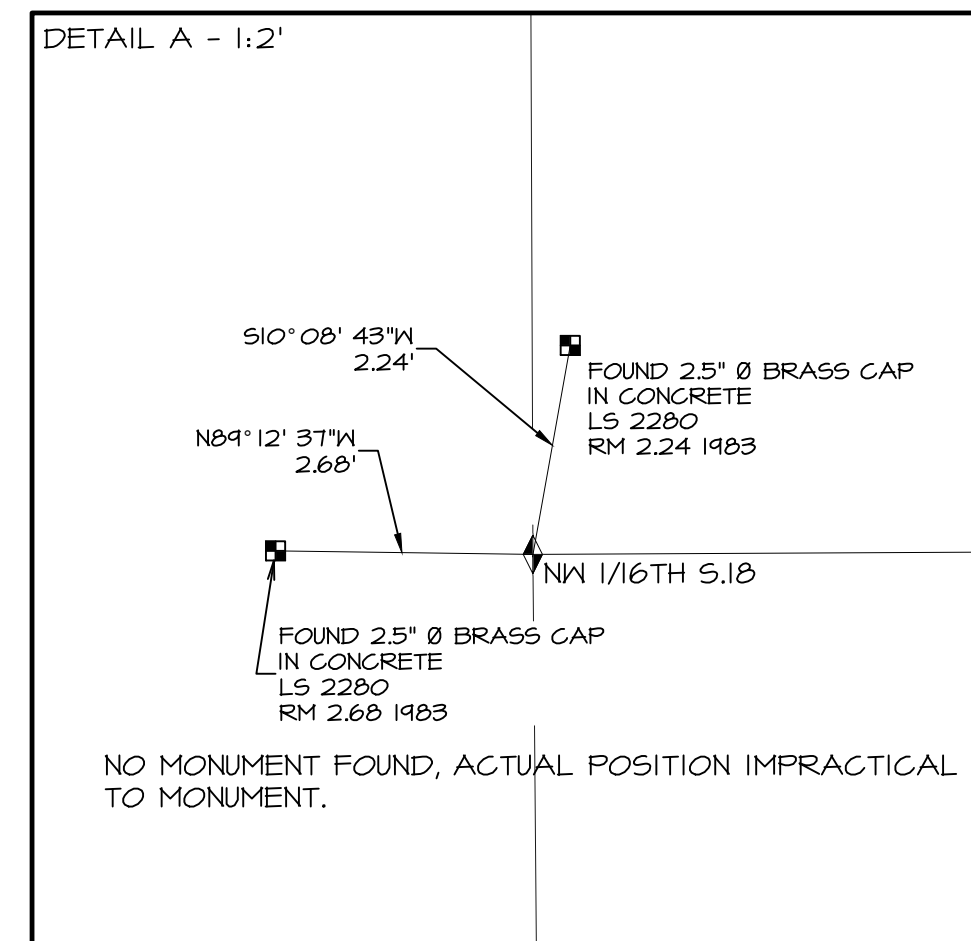 DETAIL A - 1:2'
S10° 08' 43"W
2.24'
FOUND 2.5" Ø BRASS CAP
IN CONCRETE
LS 2280
RM 2.24 1983
N89° 12' 37"W
2.68'
NW 1/16TH S.18
FOUND 2.5" Ø BRASS CAP
IN CONCRETE
LS 2280
RM 2.68 1983
NO MONUMENT FOUND, ACTUAL POSITION IMPRACTICAL
TO MONUMENT.